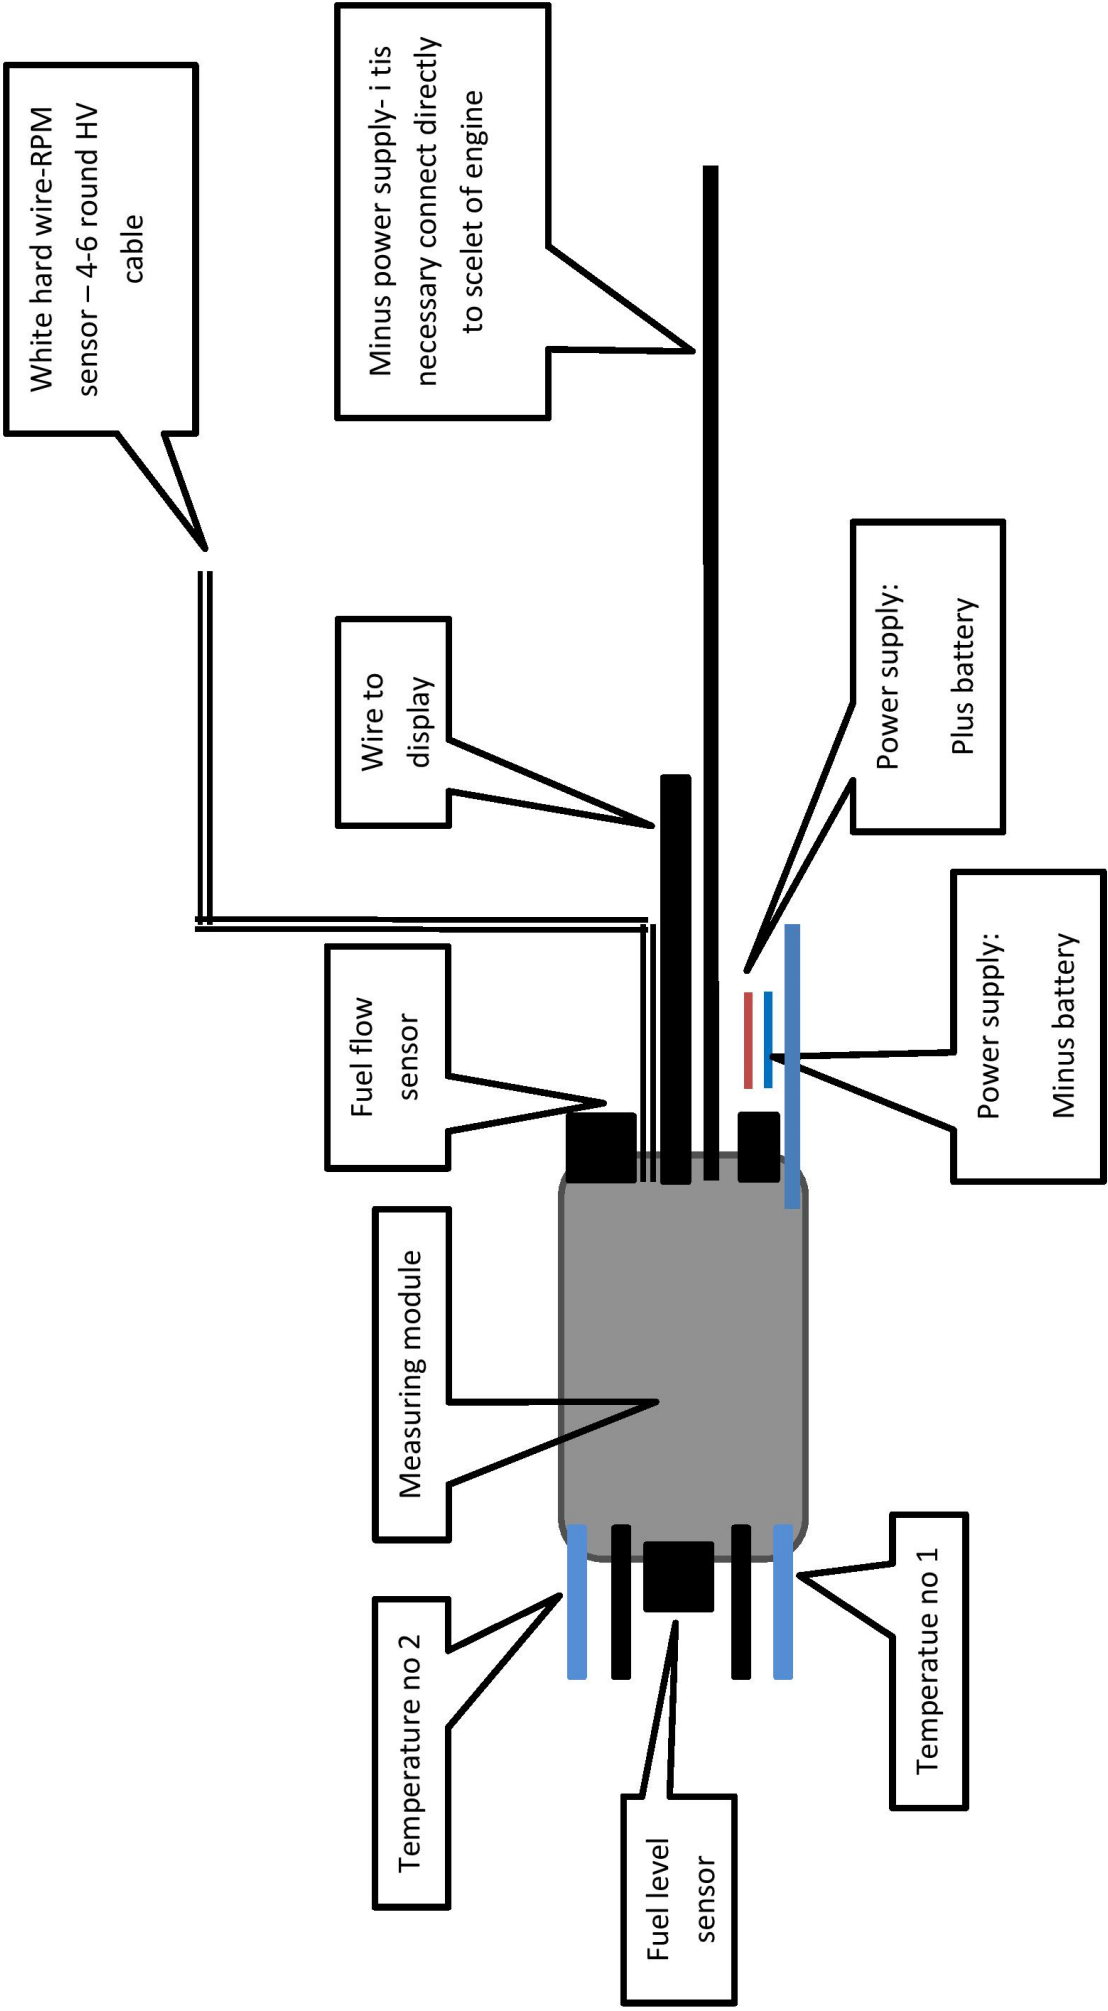 White hard wire-RPM
sensor – 4-6 round HV
cable
Minus power supply- i tis
necessary connect directly
to scelet of engine
Wire to
display
Fuel flow
sensor
Measuring module
Temperature no 2
Fuel level
sensor
Temperatue no 1
Power supply:
Minus battery
Power supply:
Plus battery